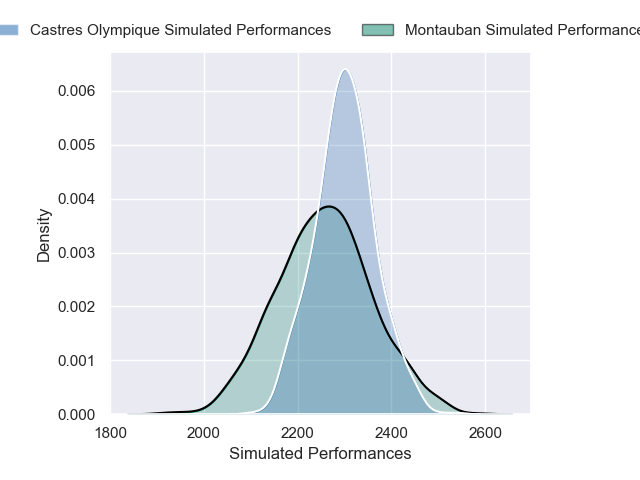 Castres Olympique Simulated Performances
Montauban Simulated Performance
0.006
0.005
0.004
0.003
0.002
0.001
0.000
Density
1800 2000 2200 2400 2600
Simulated Performances